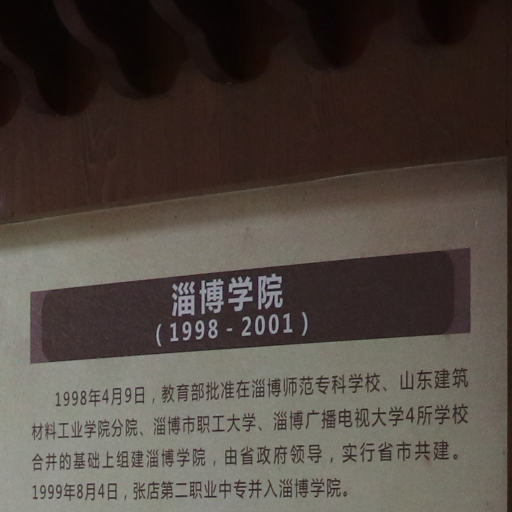 淄博学院
(1998-2001)
1998年4月9日，教育部批准在淄博师范专科学校、山东建筑
材料工业学院分院、淄博市职工大学、淄博广播电视大学4所学校
合并的基础上组建淄博学院，由省政府领导，实行省市共建。
1999年8月4日，张店第二职业中专并入淄博学院。